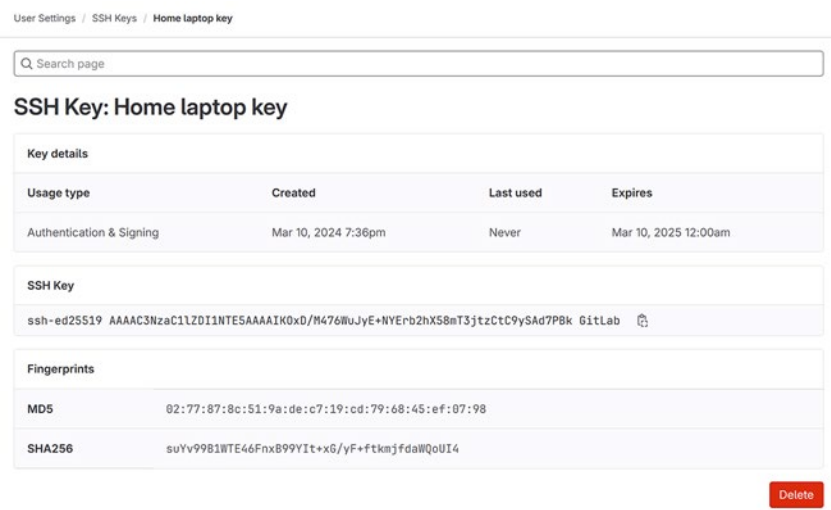 User Settings / SSH Keys / Home laptop key
Search page
SSH Key: Home laptop key
Key details
Usage type Created Last used Expires
Authentication & Signing Mar 10, 2024 7:36pm Never Mar 10, 2025 12:00am
SSH Key
ssh-ed25519 AAAAC3NzaC1lZDI1NTE5AAAAIKOxD/M476WuJyE+NYErb2hX58mT3jtzCtC9ySAd7PBk GitLab
Fingerprints
MD5 02:77:87:8c:51:9a:de:c7:19:cd:79:68:45:ef:07:98
SHA256 suYv99B1WTE46FnxB99YIt+xG/yF+ftkmjfdaWQoUI4
Delete